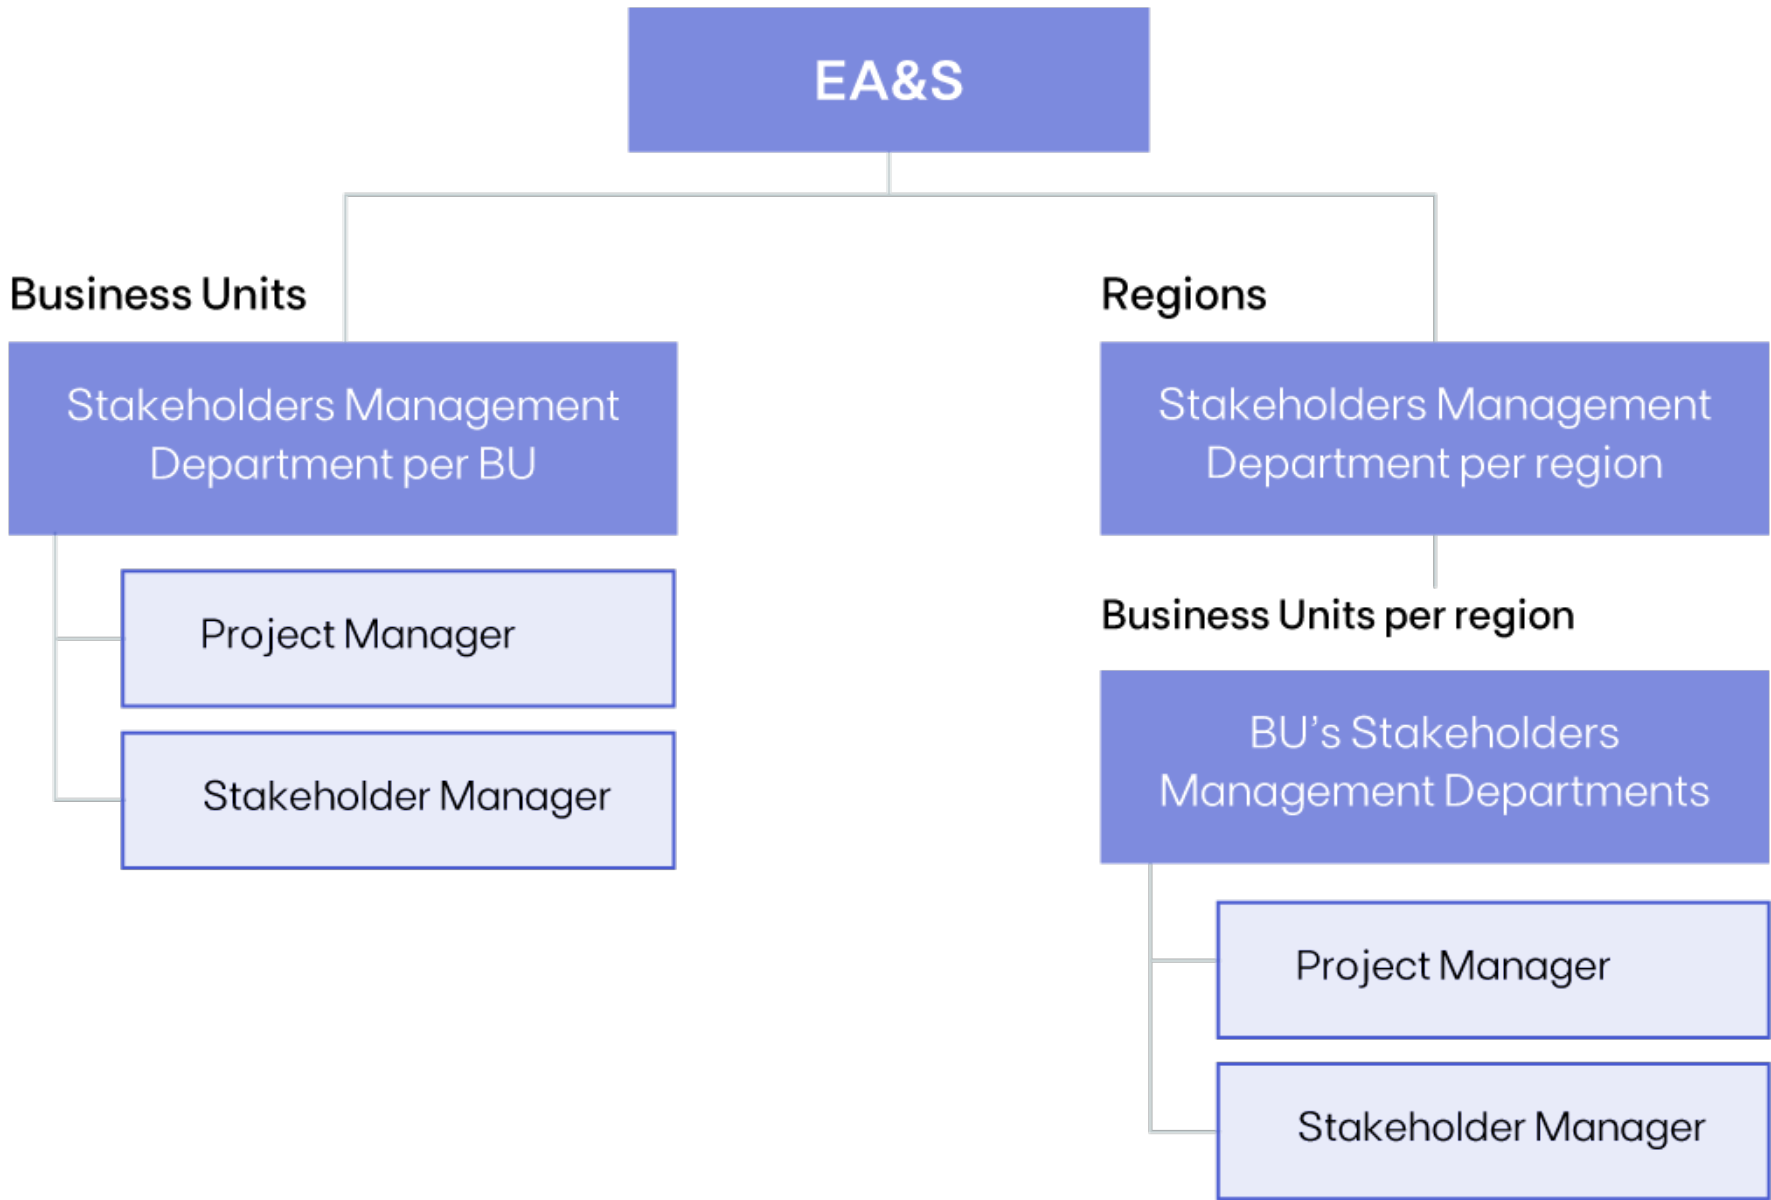 EA&S
Business Units
Stakeholders Management
Department per BU
Project Manager
Stakeholder Manager
Regions
Stakeholders Management
Department per region
Business Units per region
BU’s Stakeholders
Management Departments
Project Manager
Stakeholder Manager